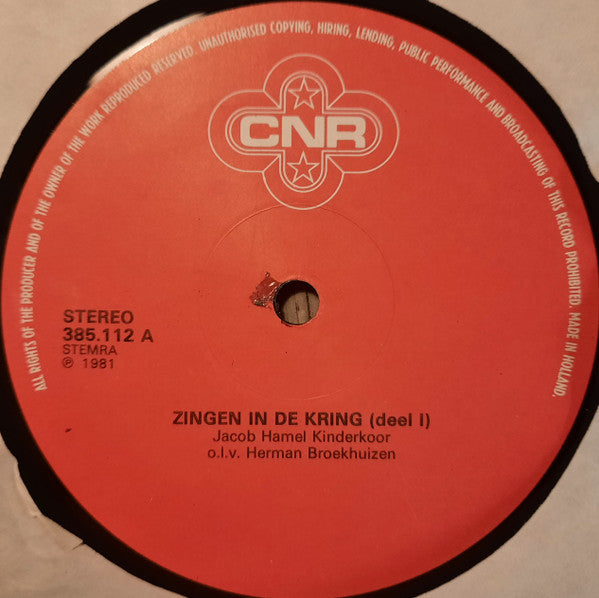 ALL RIGHTS OF THE PRODUCER AND OF THE OWNER OF THE WORK REPRODUCED RESERVED. UNAUTHORISED COPYING, HIRING, LENDING, PUBLIC PERFORMANCE AND BROADCASTING OF THIS RECORD PROHIBITED. MADE IN HOLLAND.
CNR
STEREO
385.112 A
STEMRA
℗ 1981
ZINGEN IN DE KRING (deel I)
Jacob Hamel Kinderkoor
o.l.v. Herman Broekhuizen